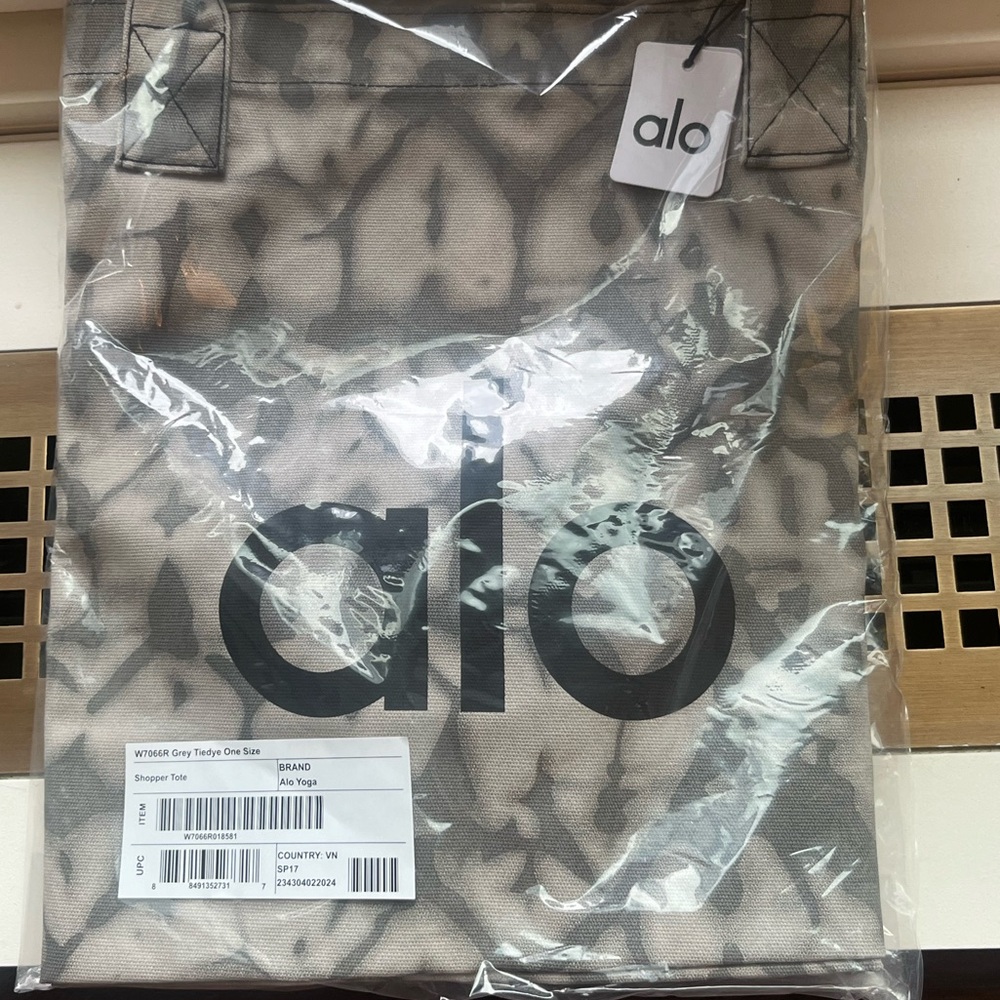 alo
alo
W7066R Grey Tiedye One Size
Shopper Tote
BRAND
Alo Yoga
ITEM
W7066R018581
UPC
8 8491352731 7
COUNTRY: VN
SP17
234304022024